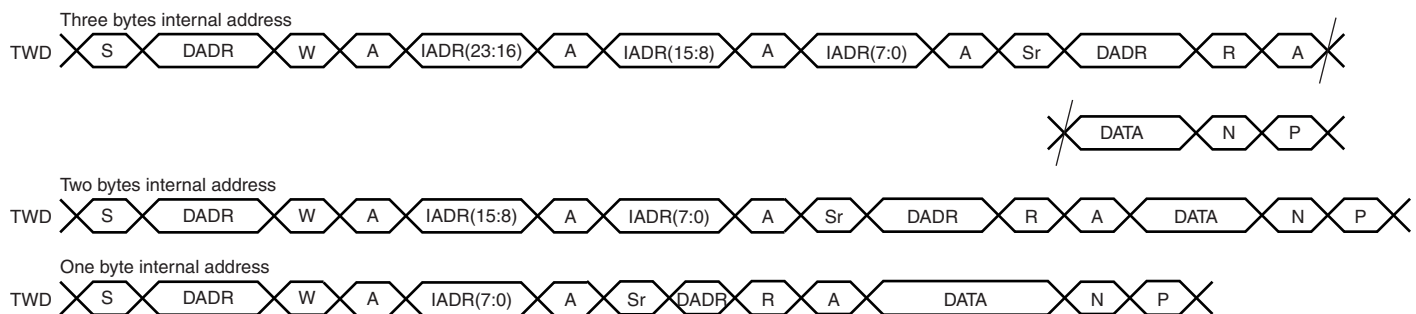 Three bytes internal address
TWD S DADR W A IADR(23:16) A IADR(15:8) A IADR(7:0) A Sr DADR R A
DATA N P
Two bytes internal address
TWD S DADR W A IADR(15:8) A IADR(7:0) A Sr DADR R A DATA N P
One byte internal address
TWD S DADR W A IADR(7:0) A Sr DADR R A DATA N P